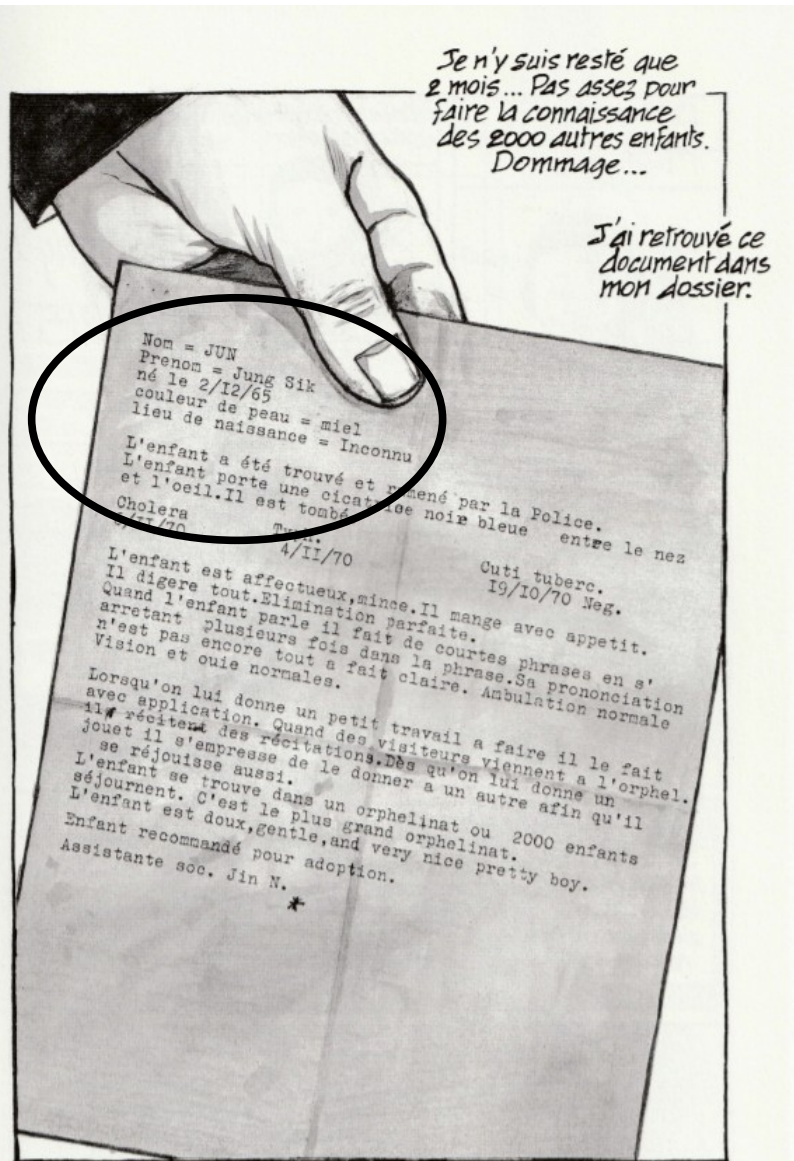 Je n'y suis resté que
2 mois... Pas assez pour
faire la connaissance
des 2000 autres enfants.
Dommage...
J'ai retrouvé ce
document dans
mon dossier.
Nom = JUN
Prenom = Jung Sik
né le 2/I2/65
couleur de peau = miel
lieu de naissance = Inconnu
L'enfant a été trouvé et remené par la Police.
L'enfant porte une cicatrise noir bleue entre le nez
et l'oeil.Il est tombé
Cholera Cuti tuberc.
/II/70 4/II/70 I9/IO/70 Neg.
L'enfant est affectueux,mince.Il mange avec appetit.
Il digere tout.Elimination parfaite.
Quand l'enfant parle il fait de courtes phrases en s'
arretant plusieurs fois dans la phrase.Sa prononciation
n'est pas encore tout a fait claire. Ambulation normale
Vision et ouie normales.
Lorsqu'on lui donne un petit travail a faire il le fait
avec application. Quand des visiteurs viennent a l'orphel.
il récitent des récitations.Dès qu'on lui donne un
jouet il s'empresse de le donner a un autre afin qu'il
se réjouisse aussi.
L'enfant se trouve dans un orphelinat ou 2000 enfants
séjournent. C'est le plus grand orphelinat.
L'enfant est doux,gentle,and very nice pretty boy.
Enfant recommandé pour adoption.
Assistante soc. Jin N.